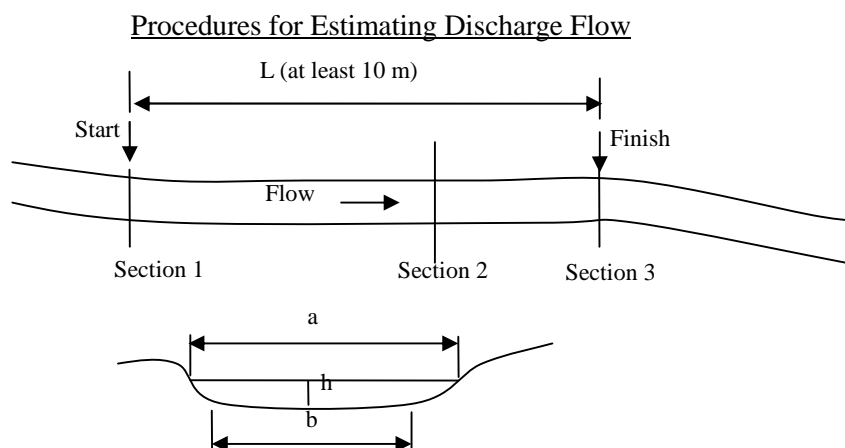 Procedures for Estimating Discharge Flow
L (at least 10 m)
Start
Finish
Flow
Section 1
Section 2
Section 3
a
h
b